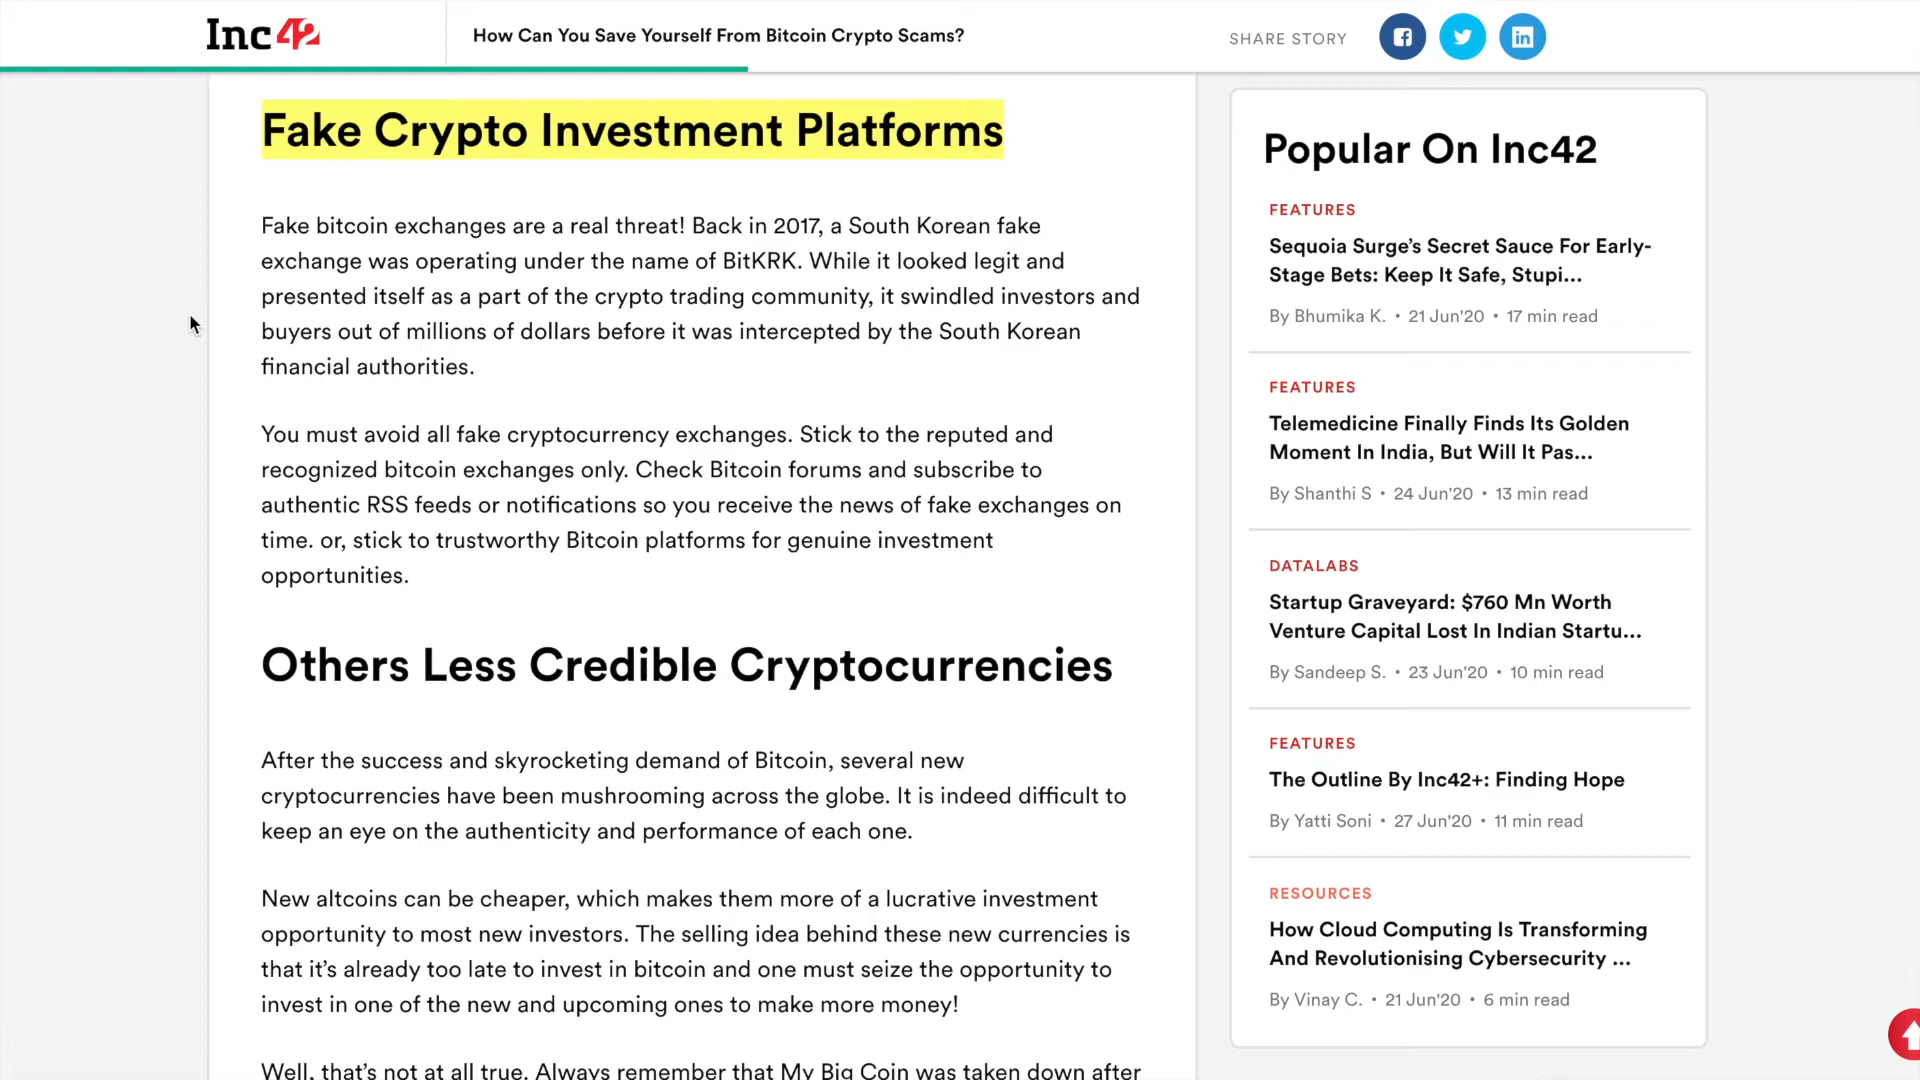 Inc42
How Can You Save Yourself From Bitcoin Crypto Scams?
SHARE STORY
Fake Crypto Investment Platforms
Fake bitcoin exchanges are a real threat! Back in 2017, a South Korean fake
exchange was operating under the name of BitKRK. While it looked legit and
presented itself as a part of the crypto trading community, it swindled investors and
buyers out of millions of dollars before it was intercepted by the South Korean
financial authorities.
You must avoid all fake cryptocurrency exchanges. Stick to the reputed and
recognized bitcoin exchanges only. Check Bitcoin forums and subscribe to
authentic RSS feeds or notifications so you receive the news of fake exchanges on
time. or, stick to trustworthy Bitcoin platforms for genuine investment
opportunities.
Others Less Credible Cryptocurrencies
After the success and skyrocketing demand of Bitcoin, several new
cryptocurrencies have been mushrooming across the globe. It is indeed difficult to
keep an eye on the authenticity and performance of each one.
New altcoins can be cheaper, which makes them more of a lucrative investment
opportunity to most new investors. The selling idea behind these new currencies is
that it's already too late to invest in bitcoin and one must seize the opportunity to
invest in one of the new and upcoming ones to make more money!
Well, that's not at all true. Always remember that My Big Coin was taken down after
Popular On Inc42
FEATURES
Sequoia Surge's Secret Sauce For Early-
Stage Bets: Keep It Safe, Stupi...
By Bhumika K. • 21 Jun'20 • 17 min read
FEATURES
Telemedicine Finally Finds Its Golden
Moment In India, But Will It Pas...
By Shanthi S • 24 Jun'20 • 13 min read
DATALABS
Startup Graveyard: $760 Mn Worth
Venture Capital Lost In Indian Startu...
By Sandeep S. • 23 Jun'20 • 10 min read
FEATURES
The Outline By Inc42+: Finding Hope
By Yatti Soni • 27 Jun'20 • 11 min read
RESOURCES
How Cloud Computing Is Transforming
And Revolutionising Cybersecurity ...
By Vinay C. • 21 Jun'20 • 6 min read